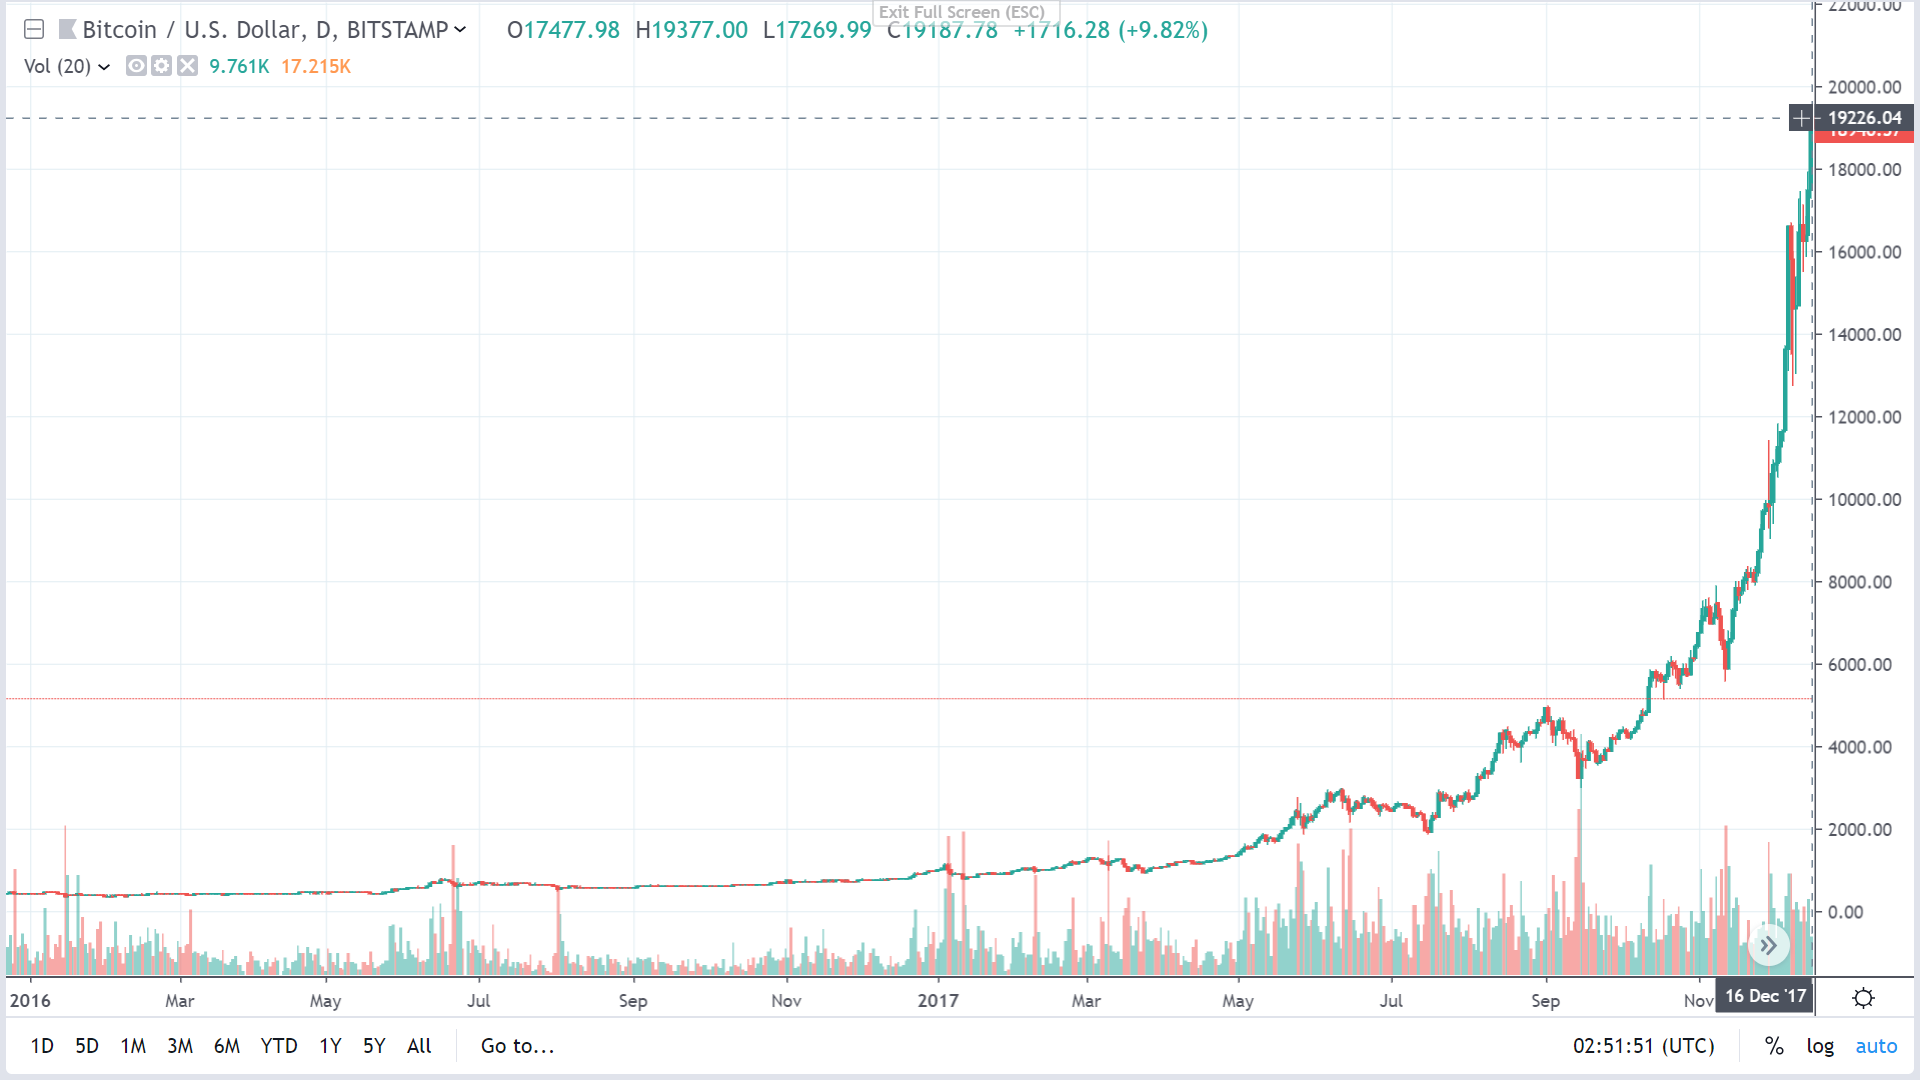 Exit Full Screen (ESC)
Bitcoin / U.S. Dollar, D, BITSTAMP O17477.98 H19377.00 L17269.99 C19187.78 +1716.28 (+9.82%)
Vol (20) 9.761K 17.215K
22000.00
20000.00
19226.04
18000.00
16000.00
14000.00
12000.00
10000.00
8000.00
6000.00
4000.00
2000.00
0.00
2016 Mar May Jul Sep Nov 2017 Mar May Jul Sep Nov 16 Dec '17
1D 5D 1M 3M 6M YTD 1Y 5Y All Go to... 02:51:51 (UTC) % log auto